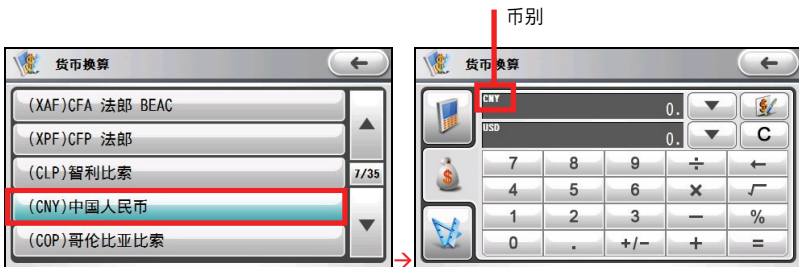 币别
货币换算
(XAF)CFA 法郎 BEAC
(XPF)CFP 法郎
(CLP)智利比索
7/35
(CNY)中国人民币
(COP)哥伦比亚比索
→
货币换算
CNY
0.
USD
0.
C
7 8 9 ÷ ←
4 5 6 × √
1 2 3 − %
0 . +/− + =